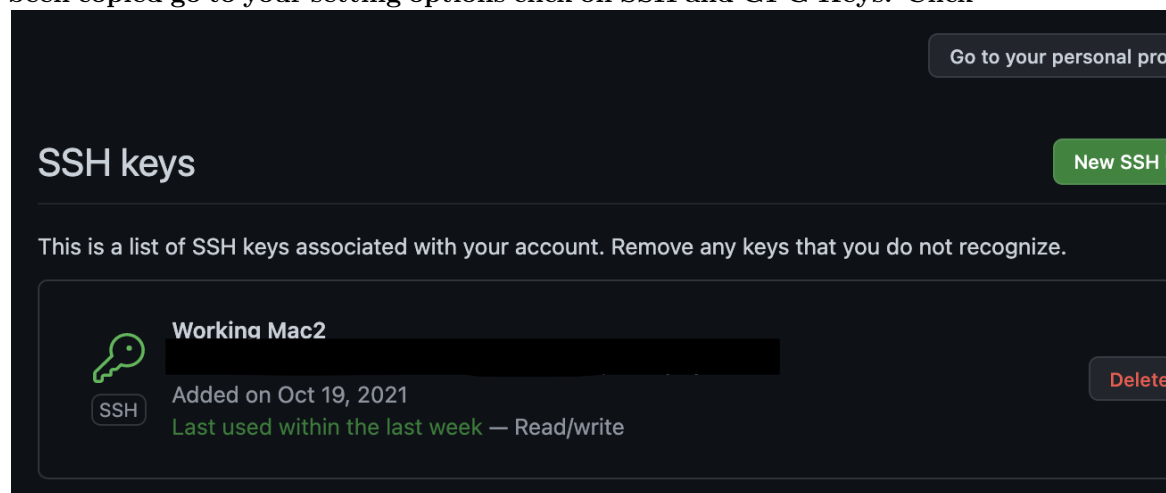 been copied go to your setting options click on SSH and GPG Keys. Click
Go to your personal pro
SSH keys
New SSH
This is a list of SSH keys associated with your account. Remove any keys that you do not recognize.
Working Mac2
Added on Oct 19, 2021
SSH
Last used within the last week — Read/write
Delete